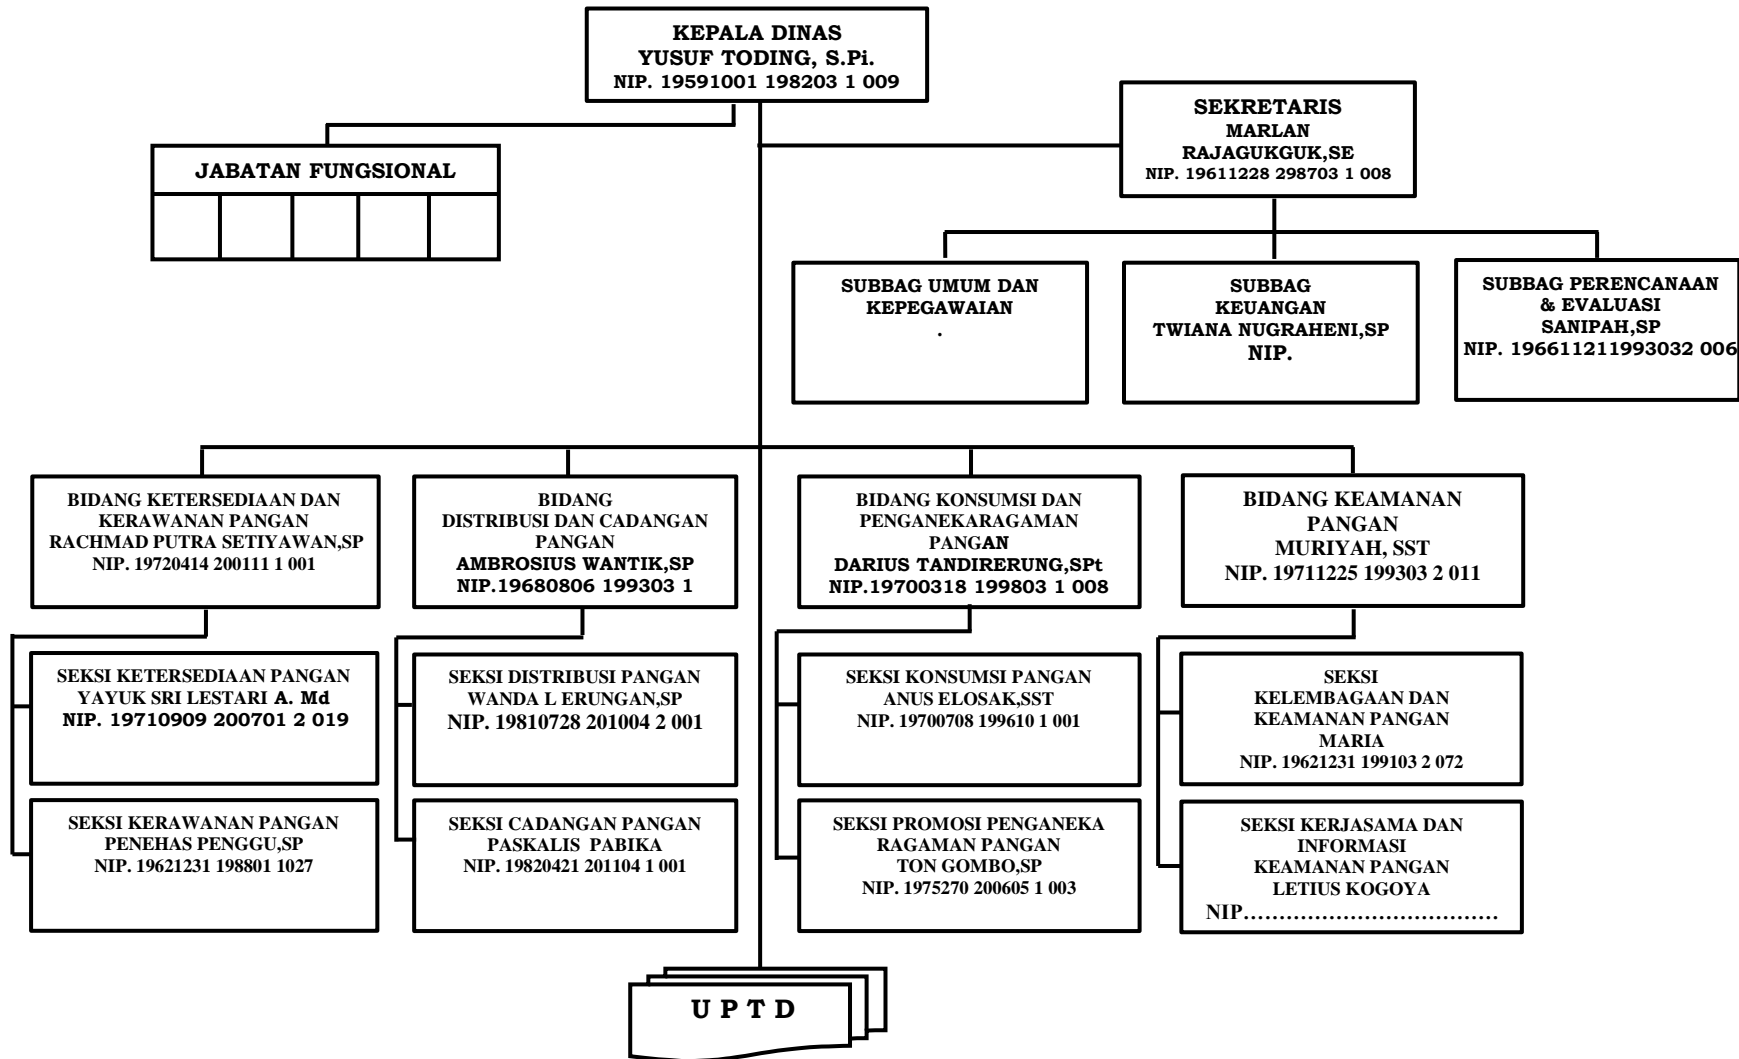 KEPALA DINAS
YUSUF TODING, S.Pi.
NIP. 19591001 198203 1 009
SEKRETARIS
MARLAN
RAJAGUKGUK,SE
NIP. 19611228 298703 1 008
JABATAN FUNGSIONAL
SUBBAG UMUM DAN
KEPEGAWAIAN
.
SUBBAG
KEUANGAN
TWIANA NUGRAHENI,SP
NIP.
SUBBAG PERENCANAAN
& EVALUASI
SANIPAH,SP
NIP. 196611211993032 006
BIDANG KETERSEDIAAN DAN
KERAWANAN PANGAN
RACHMAD PUTRA SETIYAWAN,SP
NIP. 19720414 200111 1 001
BIDANG
DISTRIBUSI DAN CADANGAN
PANGAN
AMBROSIUS WANTIK,SP
NIP.19680806 199303 1
BIDANG KONSUMSI DAN
PENGANEKARAGAMAN
PANGAN
DARIUS TANDIRERUNG,SPt
NIP.19700318 199803 1 008
BIDANG KEAMANAN
PANGAN
MURIYAH, SST
NIP. 19711225 199303 2 011
SEKSI KETERSEDIAAN PANGAN
YAYUK SRI LESTARI A. Md
NIP. 19710909 200701 2 019
SEKSI DISTRIBUSI PANGAN
WANDA L ERUNGAN,SP
NIP. 19810728 201004 2 001
SEKSI KONSUMSI PANGAN
ANUS ELOSAK,SST
NIP. 19700708 199610 1 001
SEKSI
KELEMBAGAAN DAN
KEAMANAN PANGAN
MARIA
NIP. 19621231 199103 2 072
SEKSI KERAWANAN PANGAN
PENEHAS PENGGU,SP
NIP. 19621231 198801 1027
SEKSI CADANGAN PANGAN
PASKALIS PABIKA
NIP. 19820421 201104 1 001
SEKSI PROMOSI PENGANEKA
RAGAMAN PANGAN
TON GOMBO,SP
NIP. 1975270 200605 1 003
SEKSI KERJASAMA DAN
INFORMASI
KEAMANAN PANGAN
LETIUS KOGOYA
NIP………………………………
U P T D